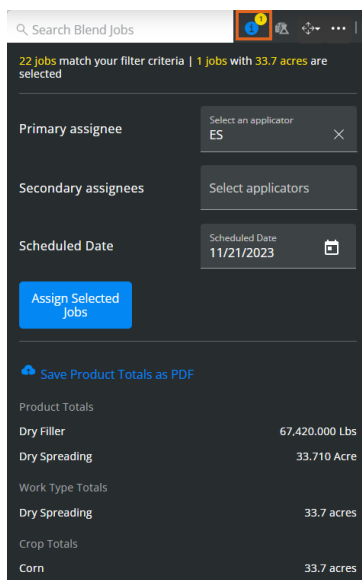 Search Blend Jobs
1
22 jobs match your filter criteria | 1 jobs with 33.7 acres are
selected
Primary assignee
Select an applicator
ES
Secondary assignees
Select applicators
Scheduled Date
Scheduled Date
11/21/2023
Assign Selected
Jobs
Save Product Totals as PDF
Product Totals
Dry Filler 67,420.000 Lbs
Dry Spreading 33.710 Acre
Work Type Totals
Dry Spreading 33.7 acres
Crop Totals
Corn 33.7 acres